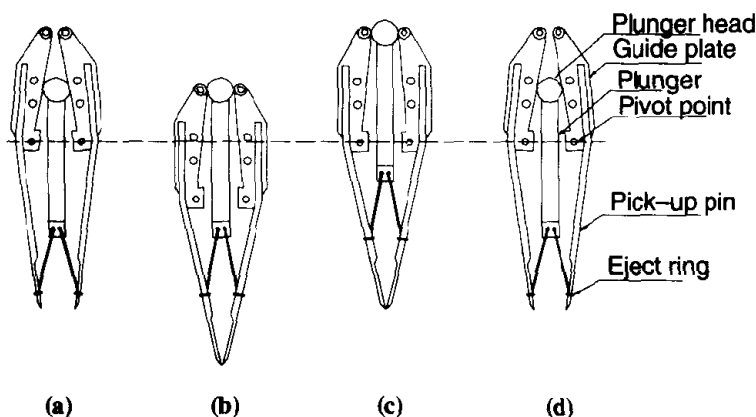 Plunger head
Guide plate
Plunger
Pivot point
Pick-up pin
Eject ring
(a)
(b)
(c)
(d)